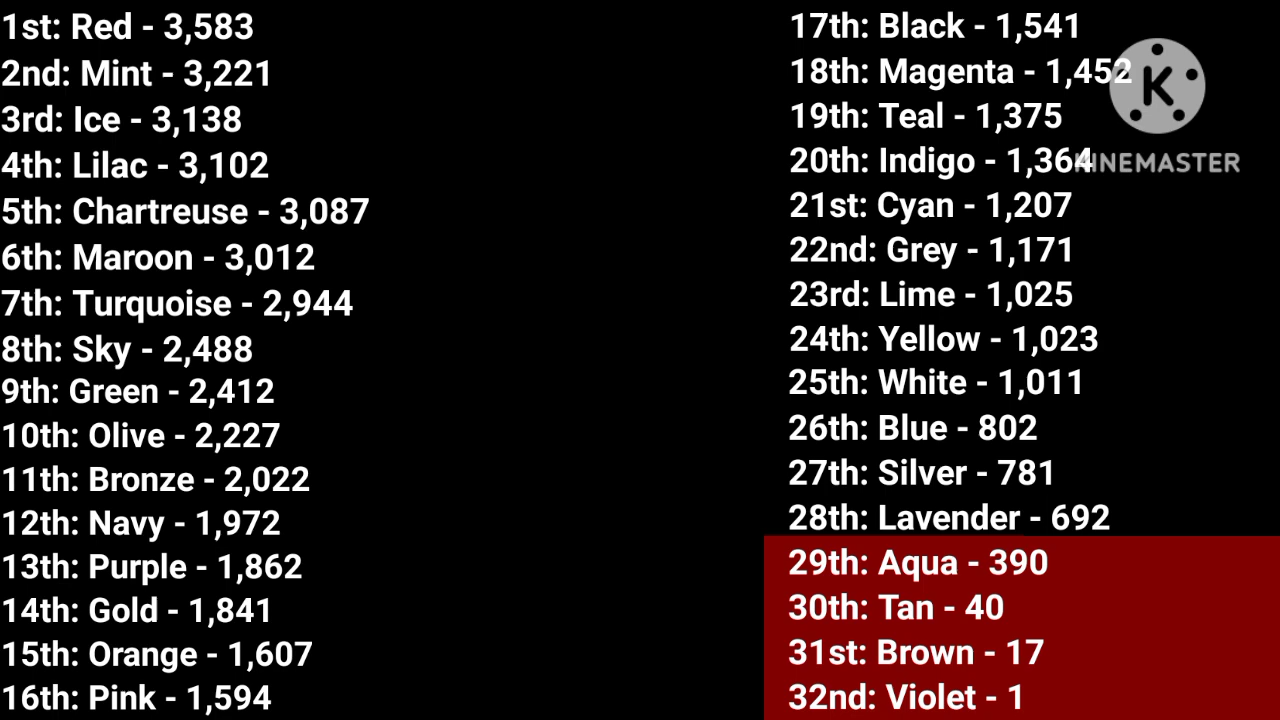 1st: Red - 3,583
2nd: Mint - 3,221
3rd: Ice - 3,138
4th: Lilac - 3,102
5th: Chartreuse - 3,087
6th: Maroon - 3,012
7th: Turquoise - 2,944
8th: Sky - 2,488
9th: Green - 2,412
10th: Olive - 2,227
11th: Bronze - 2,022
12th: Navy - 1,972
13th: Purple - 1,862
14th: Gold - 1,841
15th: Orange - 1,607
16th: Pink - 1,594
17th: Black - 1,541
18th: Magenta - 1,452
19th: Teal - 1,375
20th: Indigo - 1,364
21st: Cyan - 1,207
22nd: Grey - 1,171
23rd: Lime - 1,025
24th: Yellow - 1,023
25th: White - 1,011
26th: Blue - 802
27th: Silver - 781
28th: Lavender - 692
29th: Aqua - 390
30th: Tan - 40
31st: Brown - 17
32nd: Violet - 1
K
KINEMASTER